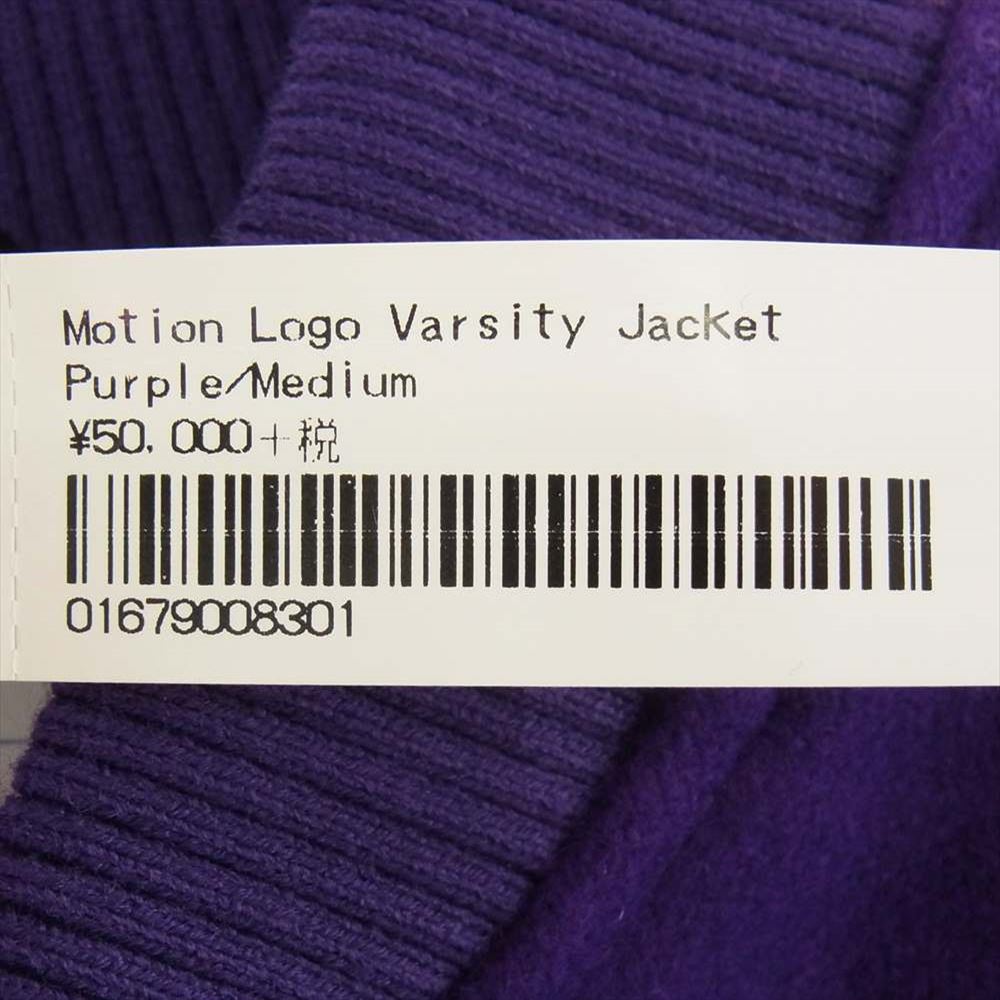 Motion Logo Varsity Jacket
Purple/Medium
¥50,000+税
01679008301